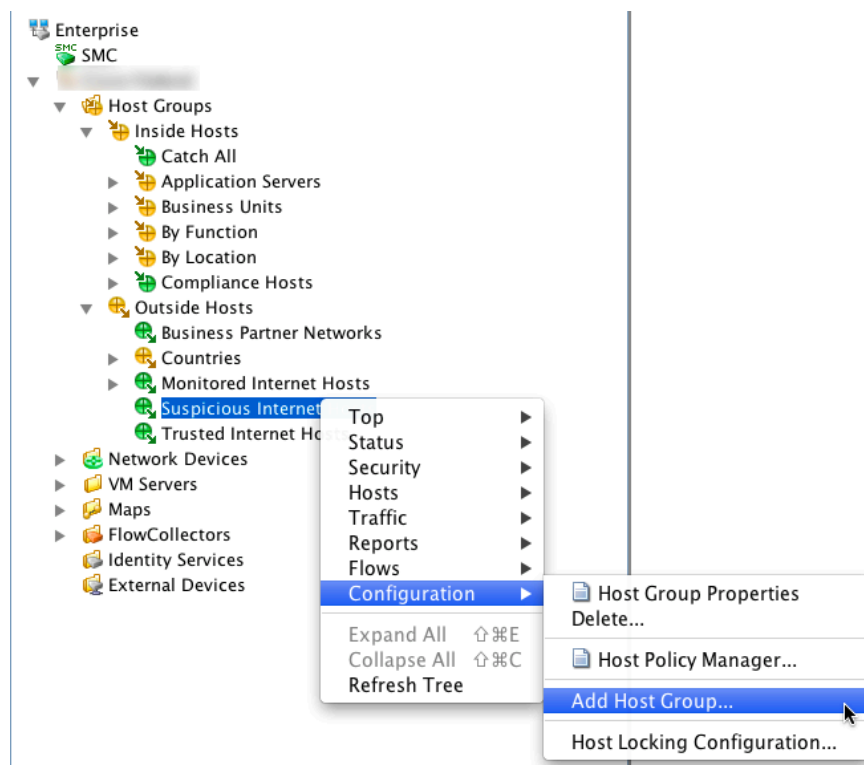 Enterprise
SMC SMC
Host Groups
Inside Hosts
Catch All
Application Servers
Business Units
By Function
By Location
Compliance Hosts
Outside Hosts
Business Partner Networks
Countries
Monitored Internet Hosts
Suspicious Internet
Trusted Internet Hosts
Network Devices
VM Servers
Maps
FlowCollectors
Identity Services
External Devices
Top
Status
Security
Hosts
Traffic
Reports
Flows
Configuration
Expand All ⇧⌘E
Collapse All ⇧⌘C
Refresh Tree
Host Group Properties
Delete...
Host Policy Manager...
Add Host Group...
Host Locking Configuration...